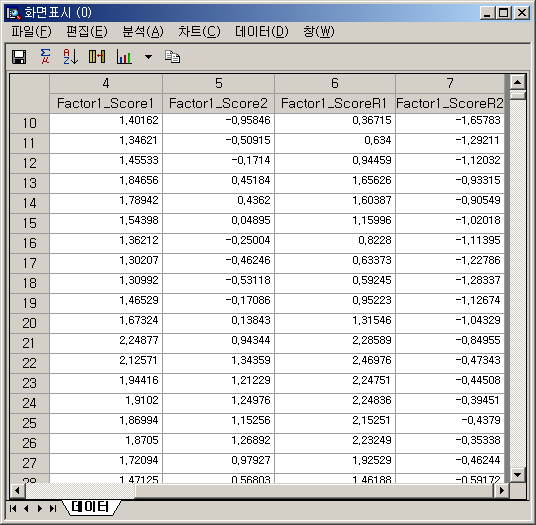 화면표시 (0)
파일(F) 편집(E) 분석(A) 차트(C) 데이터(D) 창(W)
4 5 6 7
Factor1_Score1 Factor1_Score2 Factor1_ScoreR1 Factor1_ScoreR2
10 1,40162 -0,95846 0,36715 -1,65783
11 1,34621 -0,50915 0,634 -1,29211
12 1,45533 -0,1714 0,94459 -1,12032
13 1,84656 0,45184 1,65626 -0,93315
14 1,78942 0,4362 1,60387 -0,90549
15 1,54398 0,04895 1,15996 -1,02018
16 1,36212 -0,25004 0,8228 -1,11395
17 1,30207 -0,46246 0,63373 -1,22786
18 1,30992 -0,53118 0,59245 -1,28337
19 1,46529 -0,17086 0,95223 -1,12674
20 1,67324 0,13843 1,31546 -1,04329
21 2,24877 0,94344 2,28589 -0,84955
22 2,12571 1,34359 2,46976 -0,47343
23 1,94416 1,21229 2,24751 -0,44508
24 1,9102 1,24976 2,24836 -0,39451
25 1,86994 1,15256 2,15251 -0,4379
26 1,8705 1,26892 2,23249 -0,35338
27 1,72094 0,97927 1,92529 -0,46244
28 1,47125 0,56803 1,46188 -0,59172
데이터